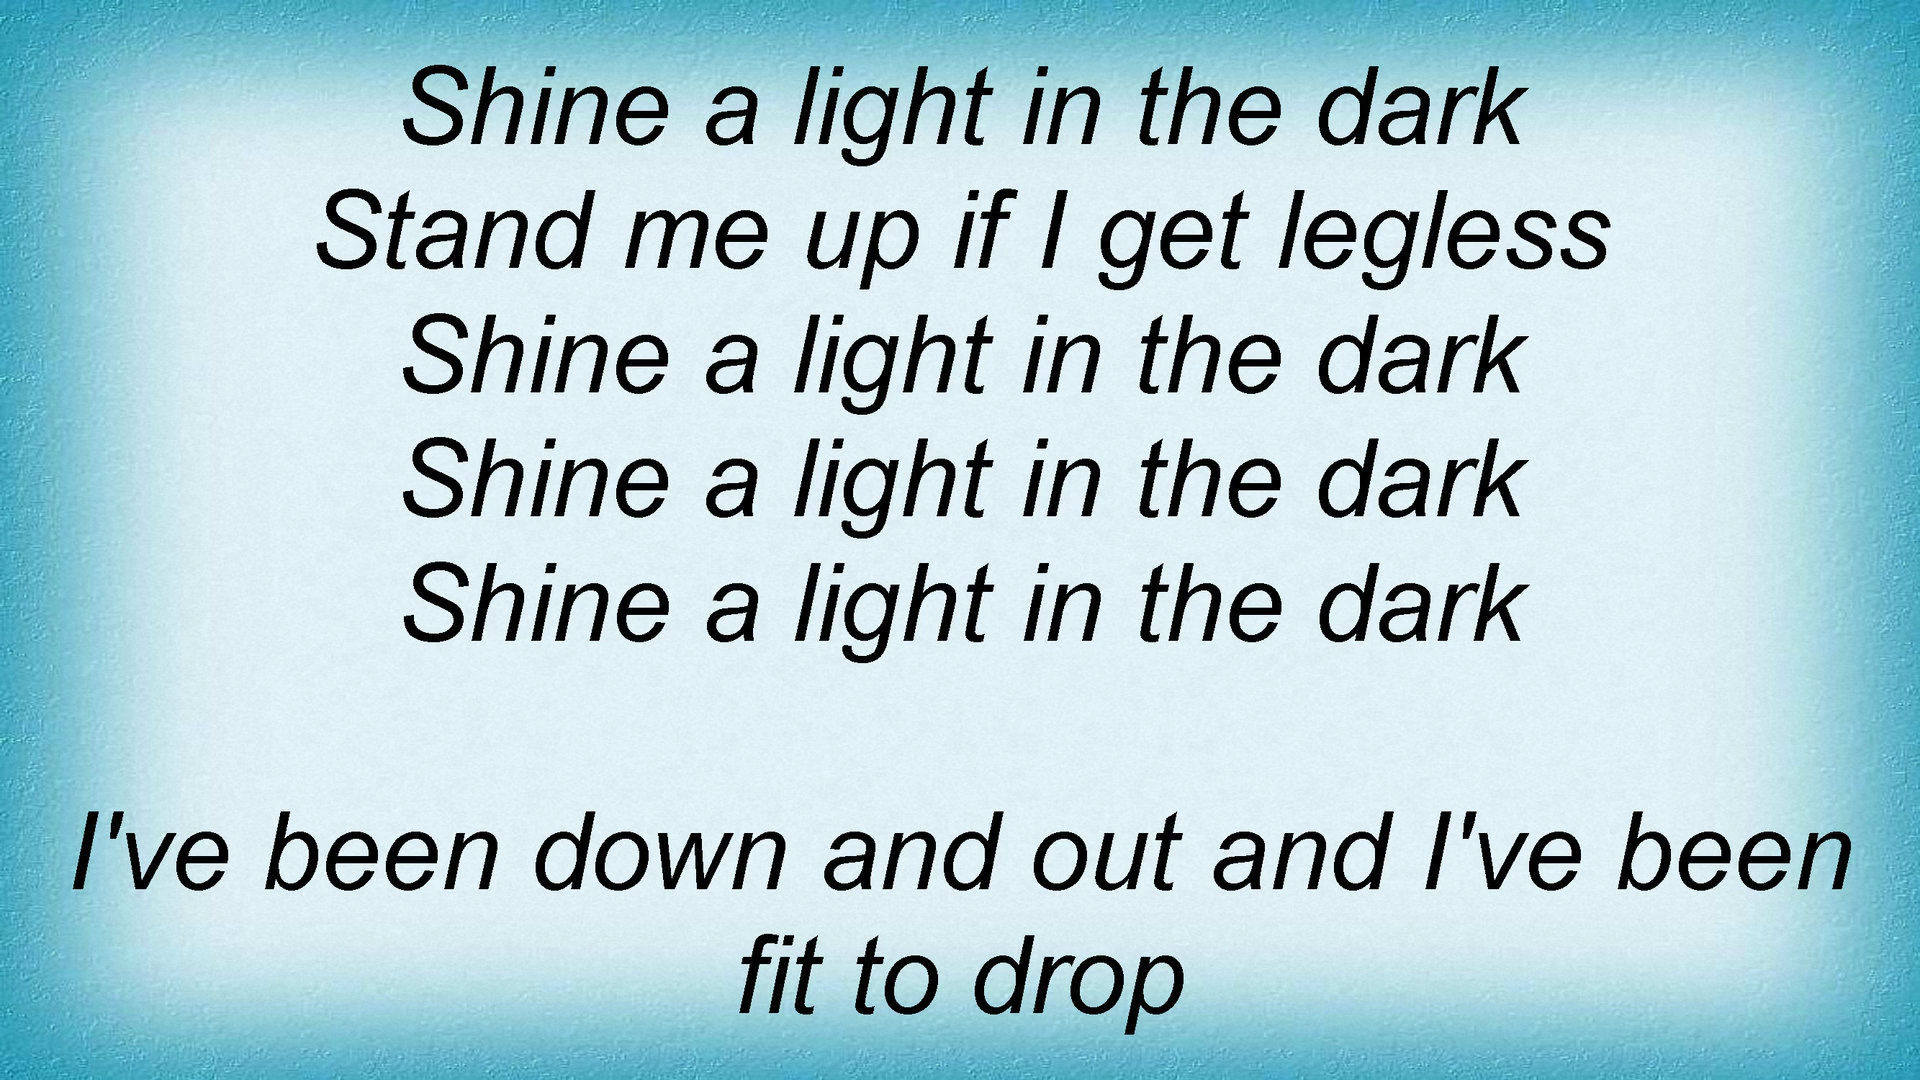 Shine a light in the dark
Stand me up if I get legless
Shine a light in the dark
Shine a light in the dark
Shine a light in the dark
I've been down and out and I've been
fit to drop